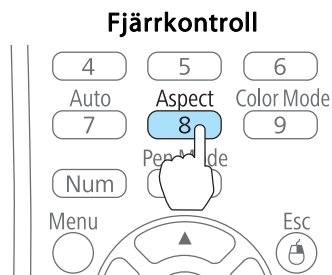 Fjärrkontroll
4 5 6
Auto Aspect Color Mode
7 8 9
Pen Mode
Num
Menu Esc